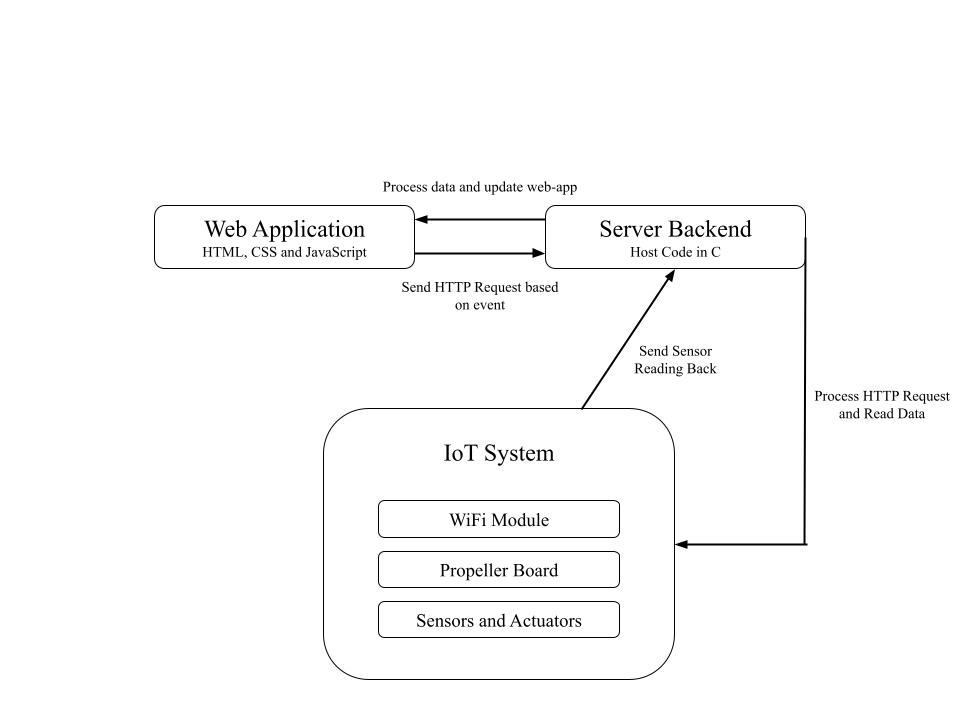 Process data and update web-app
Web Application
HTML, CSS and JavaScript
Server Backend
Host Code in C
Send HTTP Request based
on event
Send Sensor
Reading Back
Process HTTP Request
and Read Data
IoT System
WiFi Module
Propeller Board
Sensors and Actuators